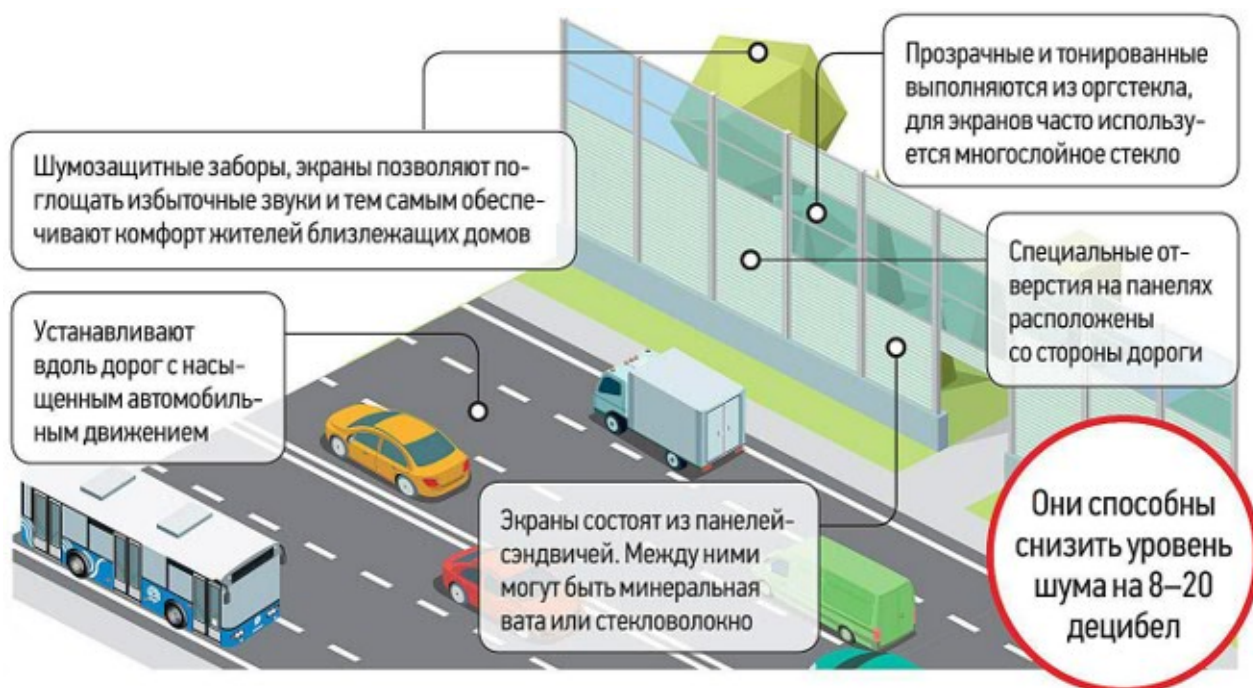 Шумозащитные заборы, экраны позволяют по-
глощать избыточные звуки и тем самым обеспе-
чивают комфорт жителей близлежащих домов
Прозрачные и тонированные
выполняются из оргстекла,
для экранов часто использу-
ется многослойное стекло
Специальные от-
верстия на панелях
расположены
со стороны дороги
Устанавливают
вдоль дорог с насы-
щенным автомобиль-
ным движением
Экраны состоят из панелей-
сэндвичей. Между ними
могут быть минеральная
вата или стекловолокно
Они способны
снизить уровень
шума на 8–20
децибел